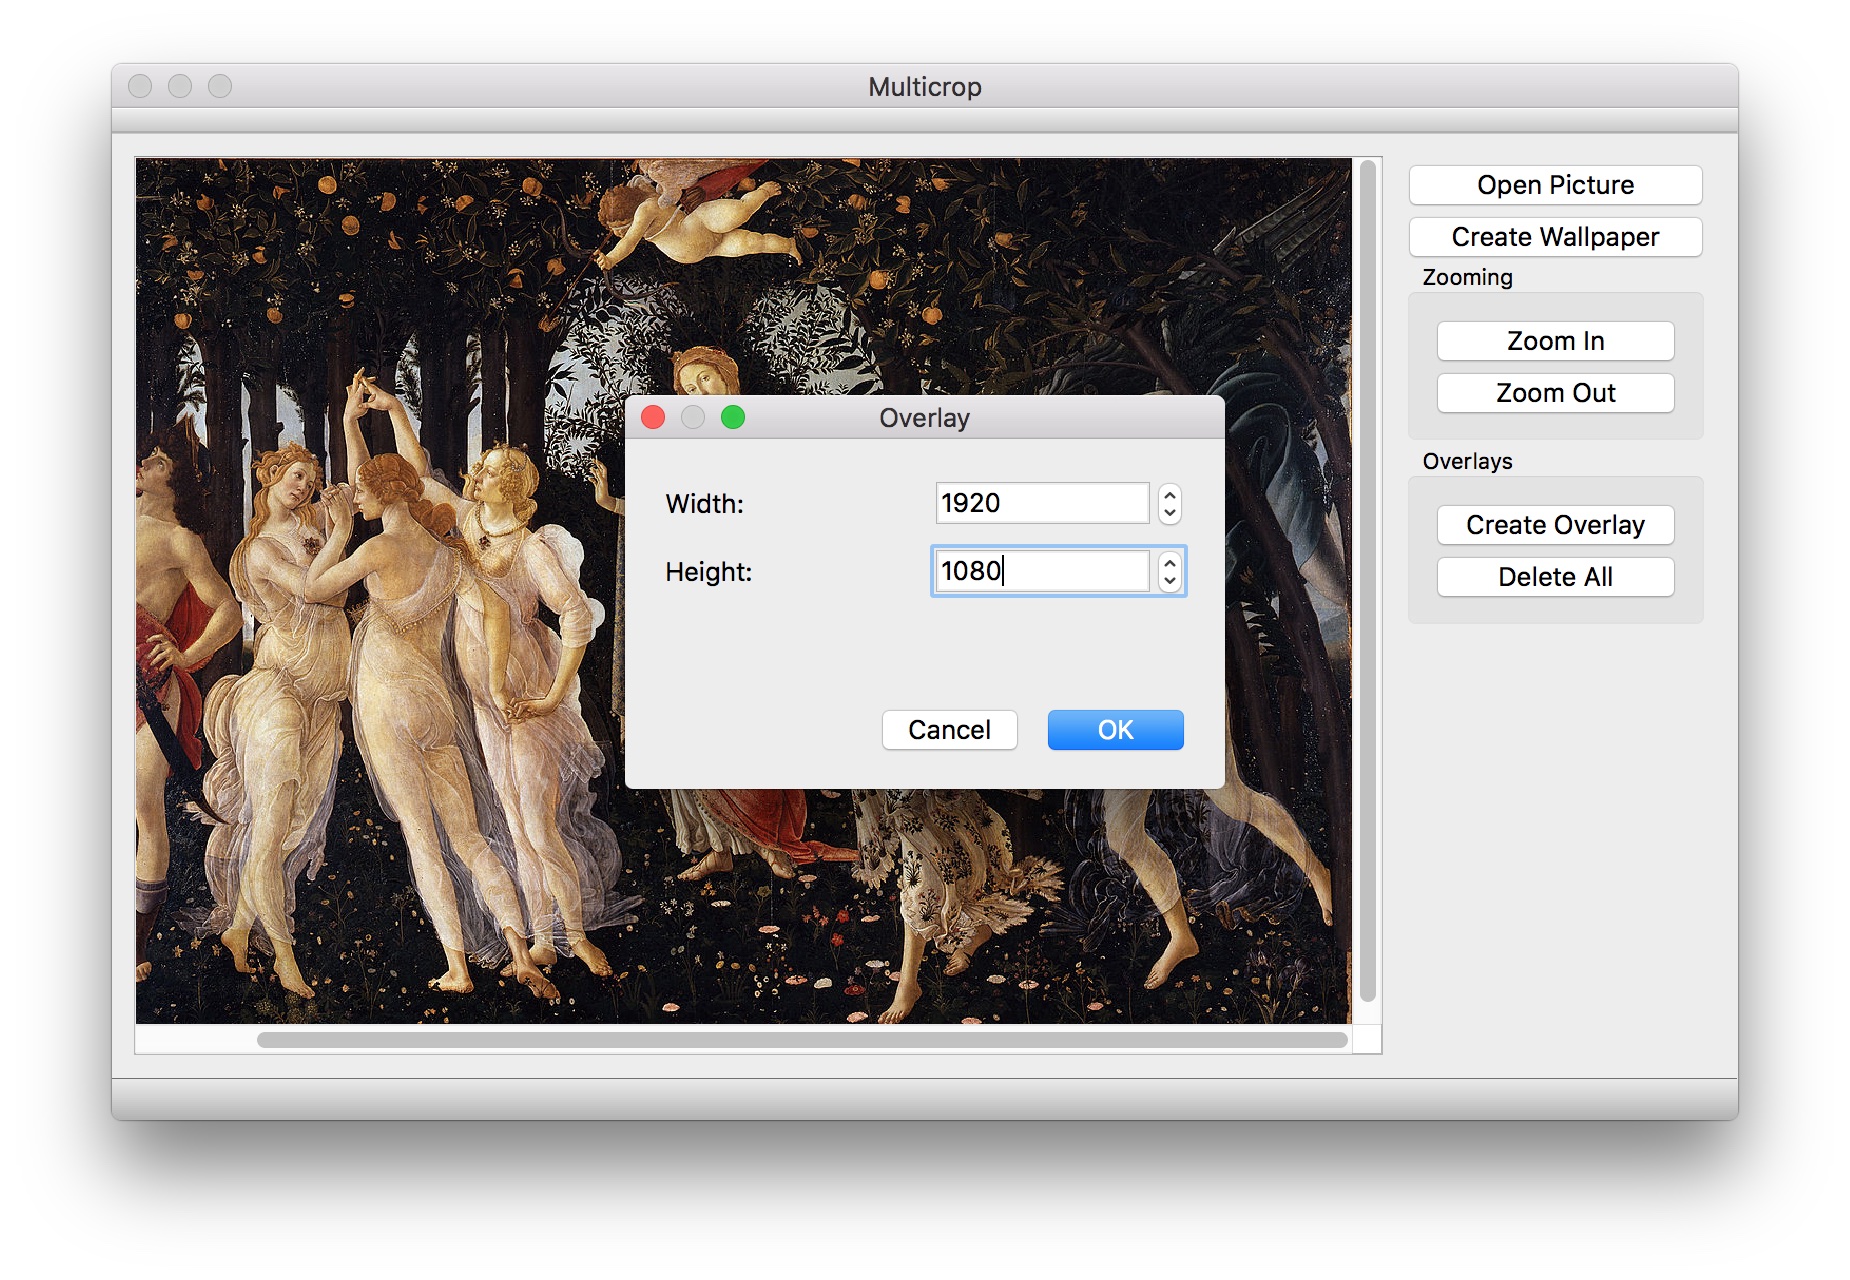 Multicrop
Open Picture
Create Wallpaper
Zooming
Zoom In
Zoom Out
Overlays
Create Overlay
Delete All
Overlay
Width: 1920
Height: 1080
Cancel OK